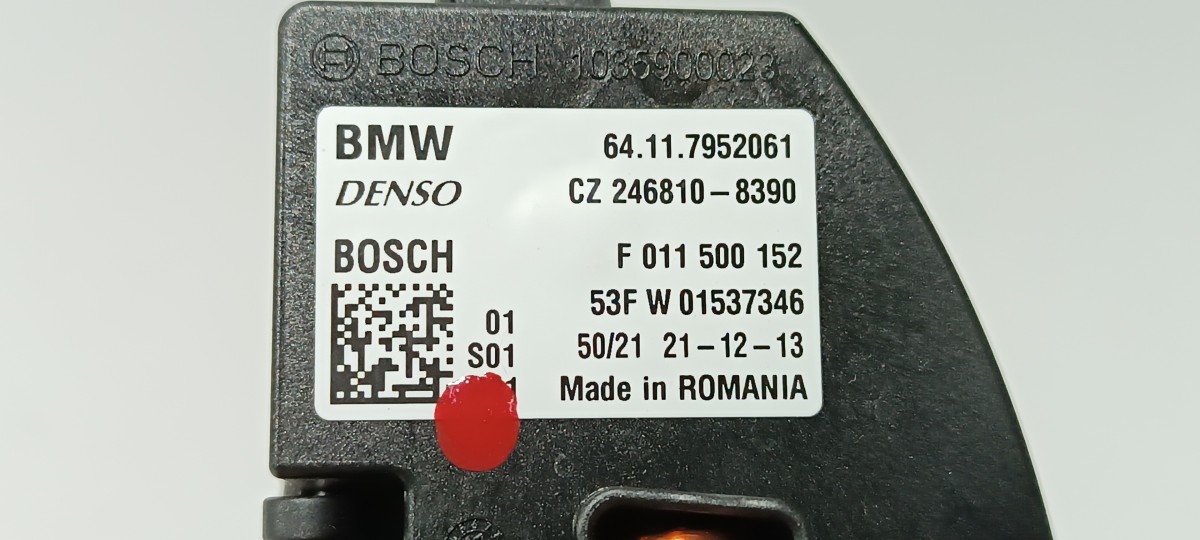 BOSCH 1035900023
BMW 64.11.7952061
DENSO CZ 246810-8390
BOSCH F 011 500 152
53F W 01537346
01
S01 50/21 21-12-13
Made in ROMANIA